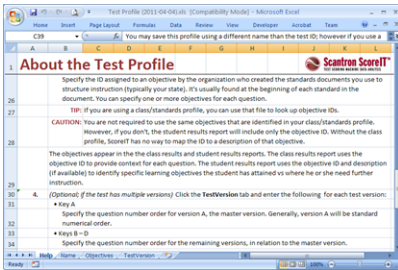 Test Profile (2011-04-04).xls [Compatibility Mode] - Microsoft Excel
Home Insert Page Layout Formulas Data Review View Developer Acrobat Team
C39 fx You may save this profile using a different name than the test ID; however if you use a
A B C D E F G H I J K L
1 About the Test Profile Scantron ScoreIT™
Specify the ID assigned to an objective by the organization who created the standards documents you use to
structure instruction (typically your state). It's usually found at the beginning of each standard in the
26 document. You can specify one or more objectives for each question.
27 TIP: If you are using a class/standards profile, you can use that file to look up objective IDs.
CAUTION: You are not required to use the same objectives that are identified in your class/standards profile.
However, if you don't, the student results report will include only the objective ID. Without the class
28 profile, ScoreIT has no way to map the ID to a description of that objective.
The objectives appear in the the class results and student results reports. The class results report uses the
objective ID to provide context for each question. The student results report uses the objective ID and description
(if available) to identify specific learning objectives the student has attained vs where he or she need further
29 instruction.
30 4. (Optional; if the test has multiple versions) Click the TestVersion tab and enter the following for each test version:
31 • Key A
Specify the question number order for version A, the master version. Generally, version A will be standard
32 numerical order.
33 • Keys B – D
34 Specify the question number order for the remaining versions, in relation to the master version.
Help Name Objectives TestVersion
Ready 100%